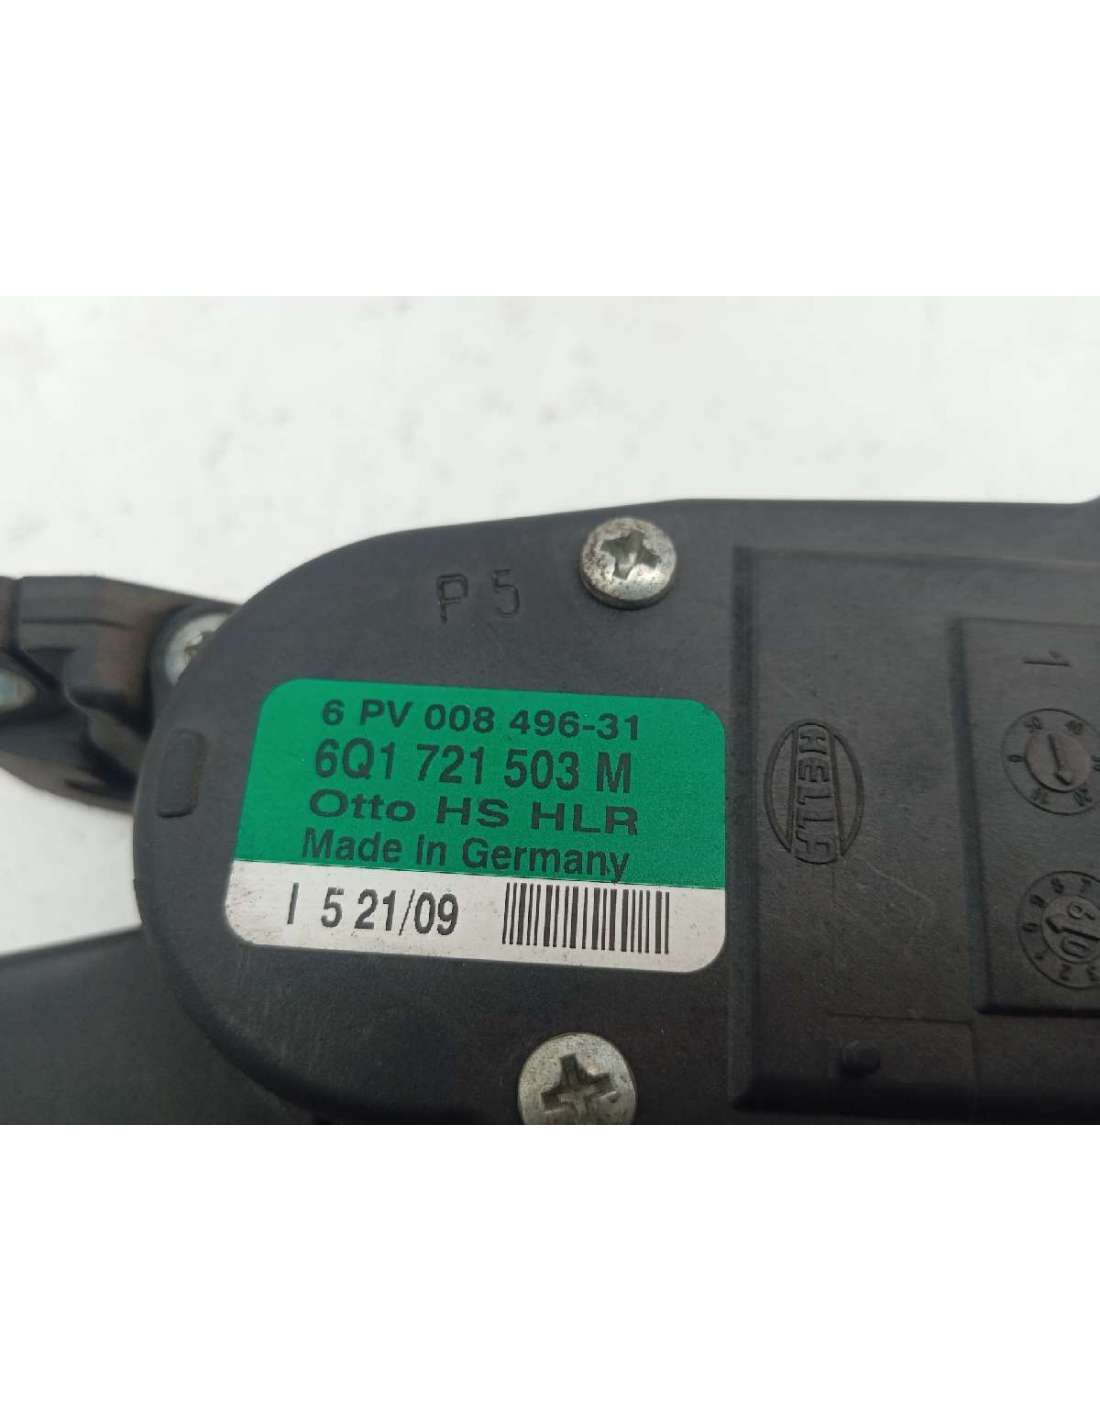 P5
6 PV 008 496-31
6Q1 721 503 M
Otto HS HLR
Made in Germany
I 5 21/09
HELLA
1